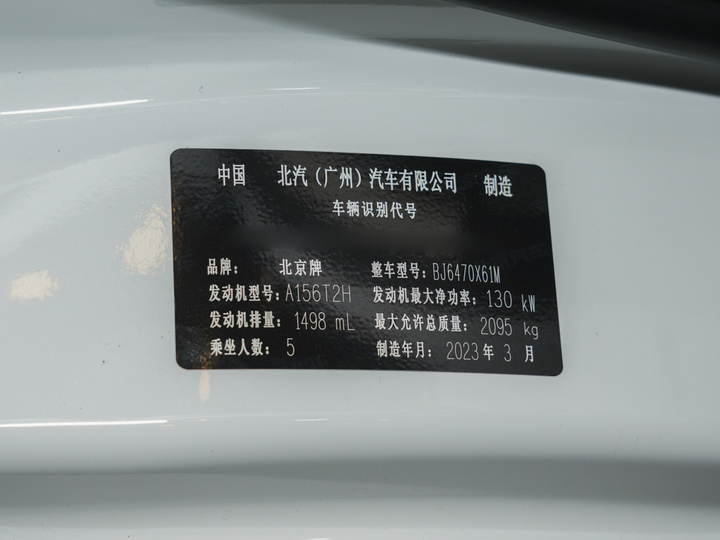 中国 北汽（广州）汽车有限公司 制造
车辆识别代号
品牌： 北京牌 整车型号：BJ6470X61M
发动机型号：A156T2H 发动机最大净功率：130 kW
发动机排量：1498 mL 最大允许总质量：2095 kg
乘坐人数：5 制造年月：2023 年 3 月